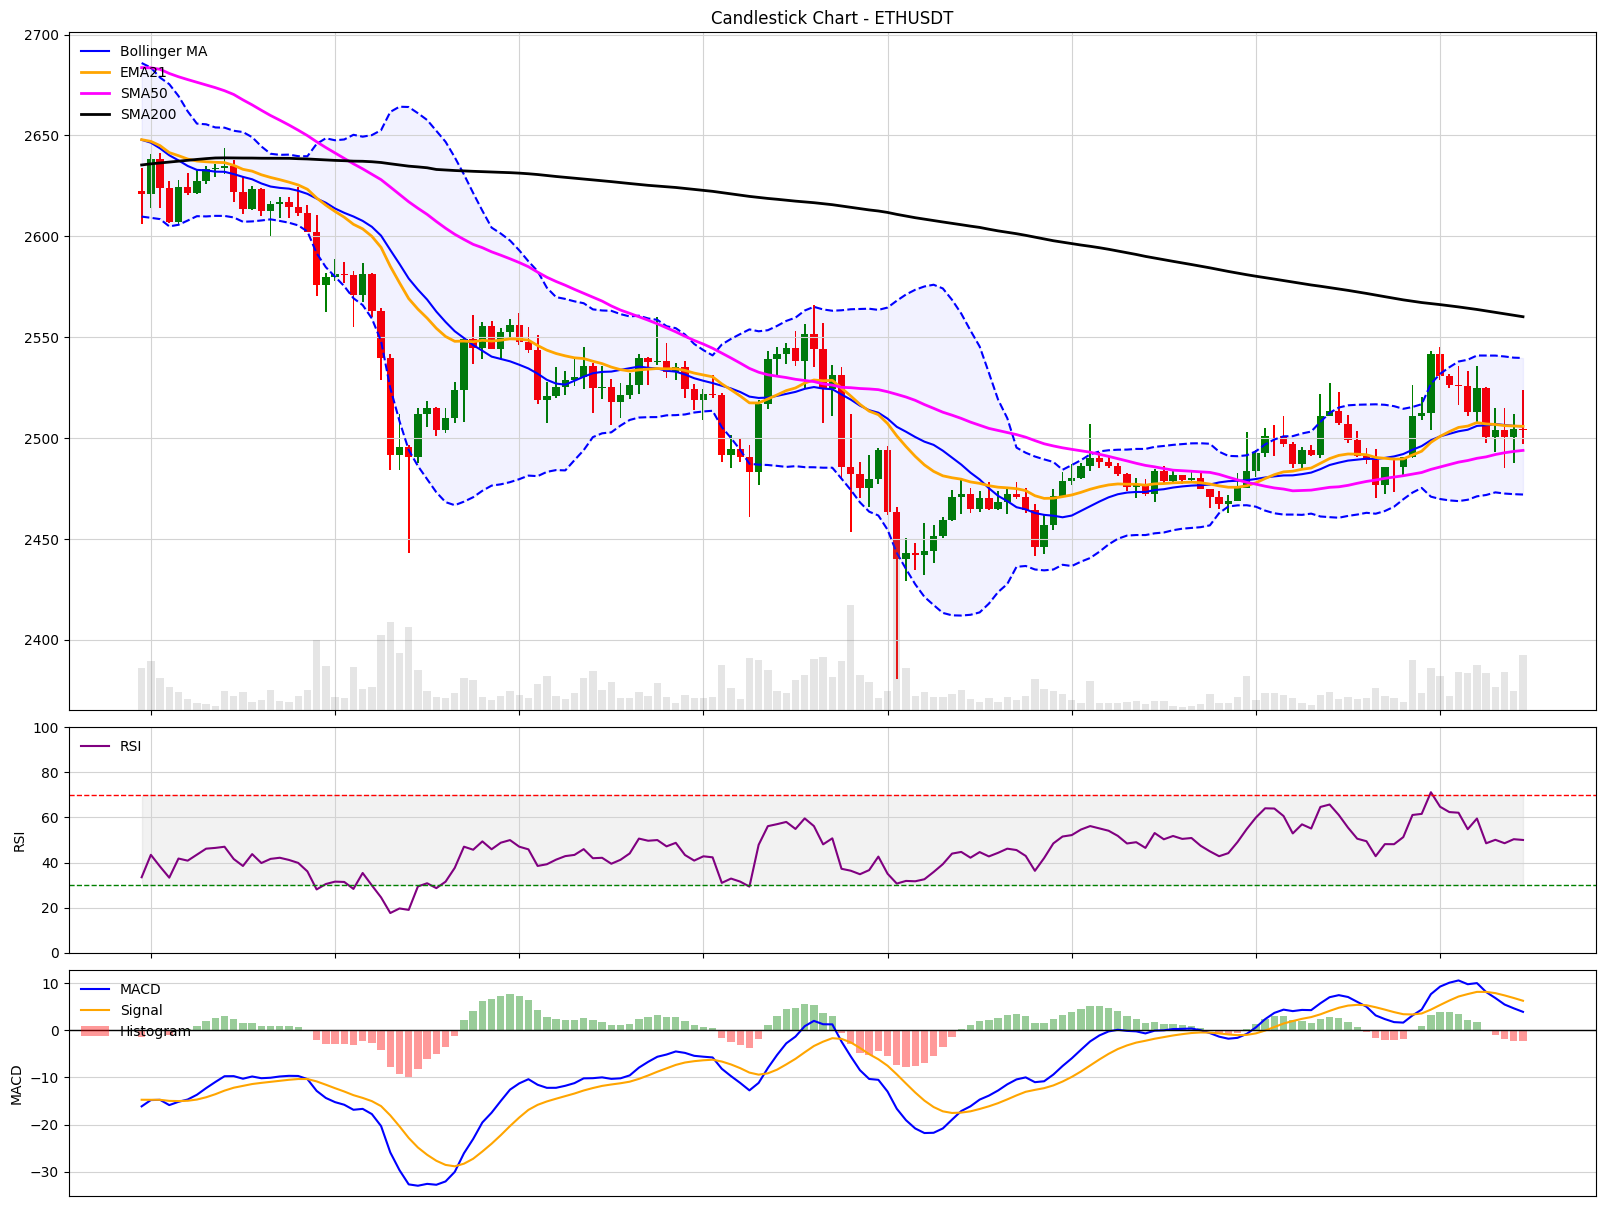 Candlestick Chart - ETHUSDT
2700
2650
2600
2550
2500
2450
2400
Bollinger MA
EMA21
SMA50
SMA200
100
80
60
40
20
0
RSI
RSI
10
0
−10
−20
−30
MACD
MACD
Signal
Histogram